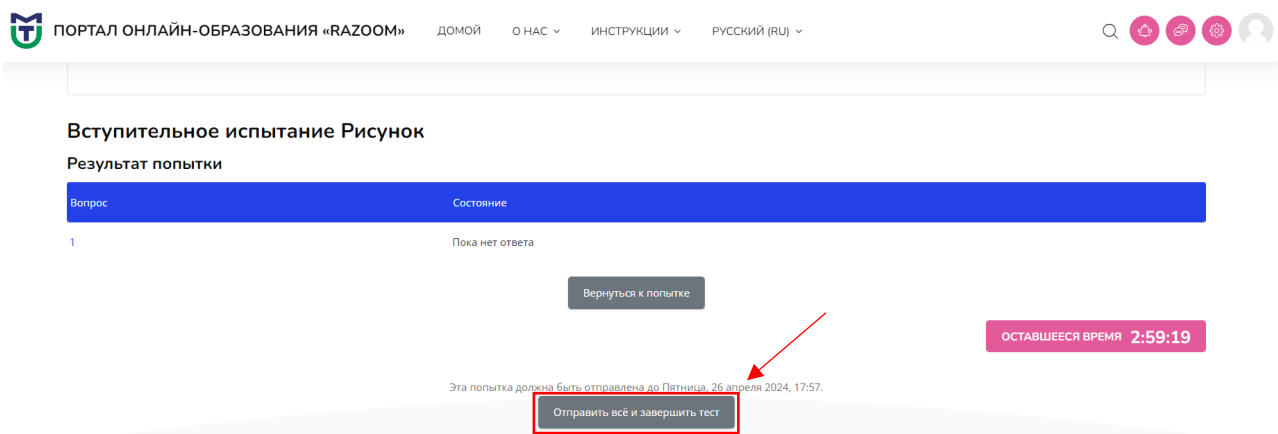 ПОРТАЛ ОНЛАЙН-ОБРАЗОВАНИЯ «RAZOOM» ДОМОЙ О НАС ИНСТРУКЦИИ РУССКИЙ (RU)
Вступительное испытание Рисунок
Результат попытки
Вопрос Состояние
1 Пока нет ответа
Вернуться к попытке
ОСТАВШЕЕСЯ ВРЕМЯ 2:59:19
Эта попытка должна быть отправлена до Пятница, 26 апреля 2024, 17:57.
Отправить всё и завершить тест